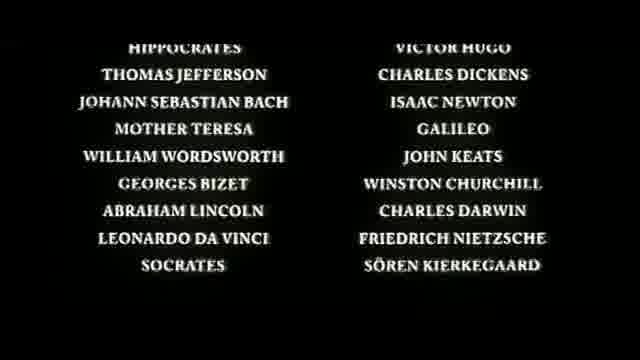 HIPPOCRATES VICTOR HUGO
THOMAS JEFFERSON CHARLES DICKENS
JOHANN SEBASTIAN BACH ISAAC NEWTON
MOTHER TERESA GALILEO
WILLIAM WORDSWORTH JOHN KEATS
GEORGES BIZET WINSTON CHURCHILL
ABRAHAM LINCOLN CHARLES DARWIN
LEONARDO DA VINCI FRIEDRICH NIETZSCHE
SOCRATES SÖREN KIERKEGAARD